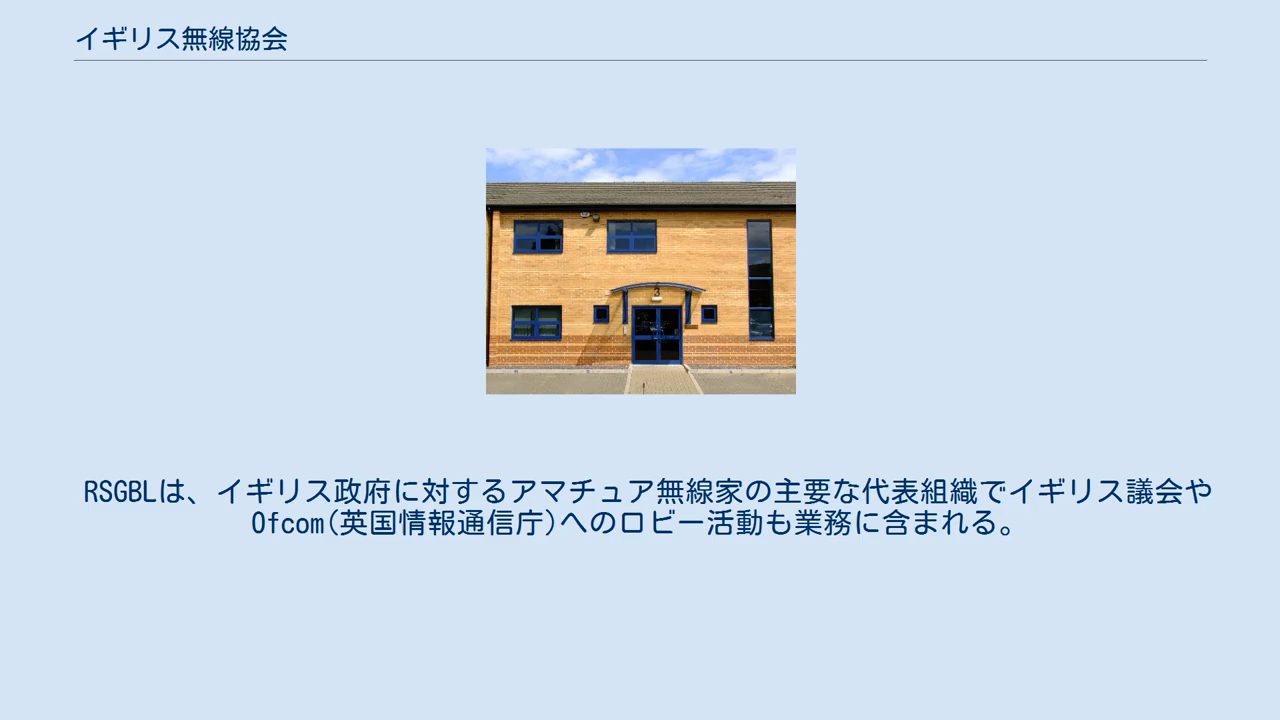 イギリス無線協会
3
RSGBLは、イギリス政府に対するアマチュア無線家の主要な代表組織でイギリス議会や
Ofcom(英国情報通信庁)へのロビー活動も業務に含まれる。